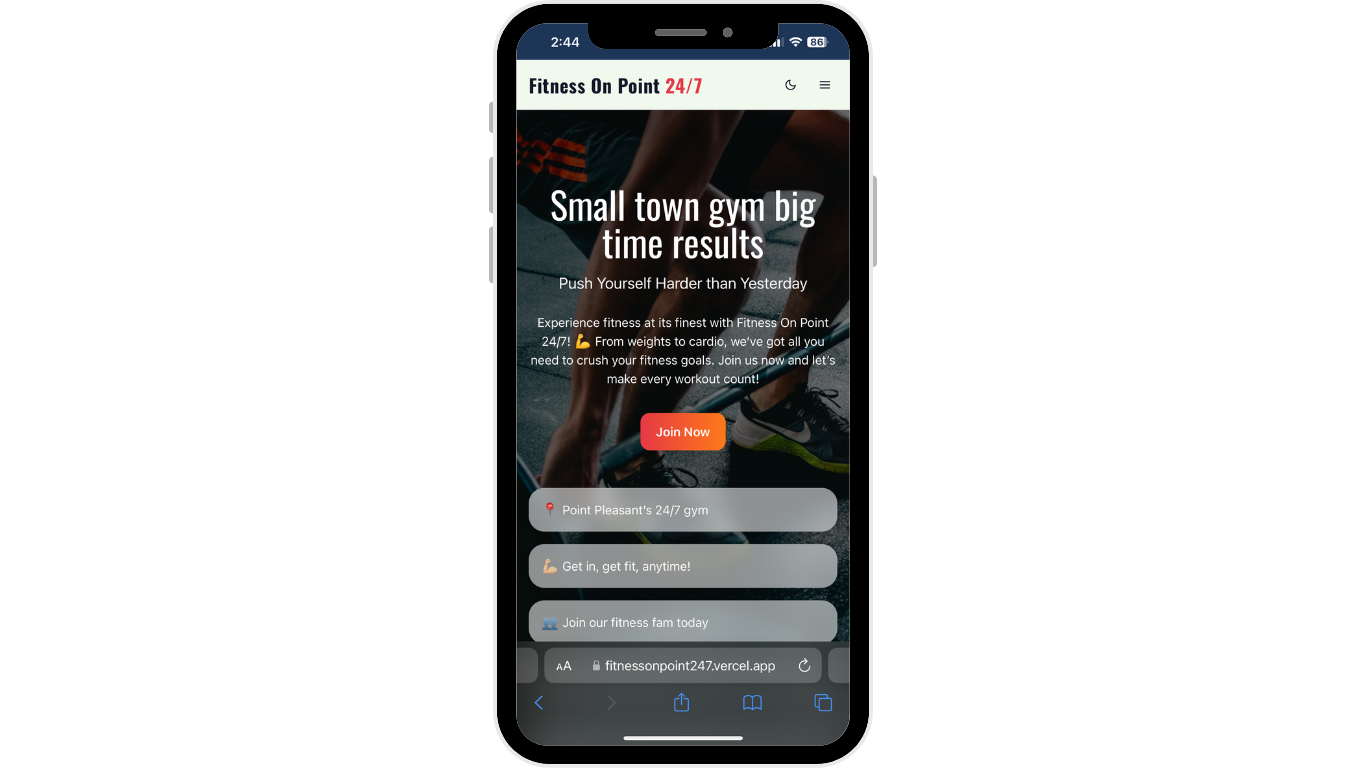 2:44 86
Fitness On Point 24/7
Small town gym big
time results
Push Yourself Harder than Yesterday
Experience fitness at its finest with Fitness On Point
24/7! 💪 From weights to cardio, we've got all you
need to crush your fitness goals. Join us now and let's
make every workout count!
Join Now
📍 Point Pleasant's 24/7 gym
💪🏼 Get in, get fit, anytime!
👥 Join our fitness fam today
AA fitnessonpoint247.vercel.app